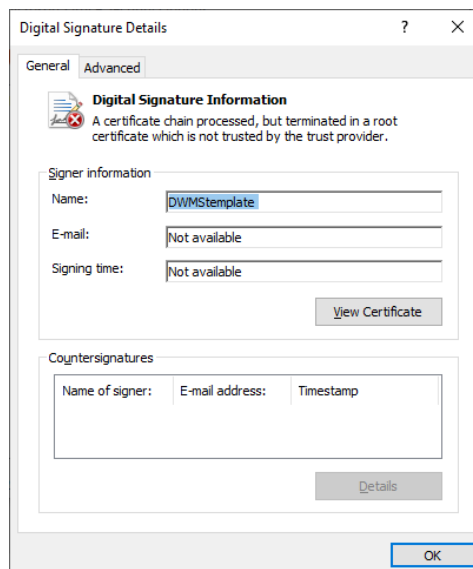 Digital Signature Details
General
Advanced
Digital Signature Information
A certificate chain processed, but terminated in a root
certificate which is not trusted by the trust provider.
Signer information
Name:
DWMStemplate
E-mail:
Not available
Signing time:
Not available
View Certificate
Countersignatures
Name of signer:
E-mail address:
Timestamp
Details
OK